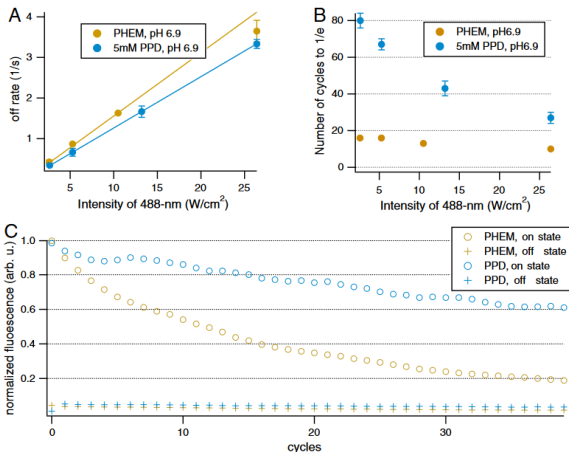 A
PHEM, pH 6.9
5mM PPD, pH 6.9
off rate (1/s)
4
3
2
1
5
10
15
20
25
Intensity of 488-nm (W/cm²)
B
PHEM, pH6.9
5mM PPD, pH6.9
Number of cycles to 1/e
80
60
40
20
0
5
10
15
20
25
Intensity of 488-nm (W/cm²)
C
PHEM, on state
PHEM, off state
PPD, on state
PPD, off state
normalized fluoescence (arb. u.)
1.0
0.8
0.6
0.4
0.2
0
10
20
30
cycles